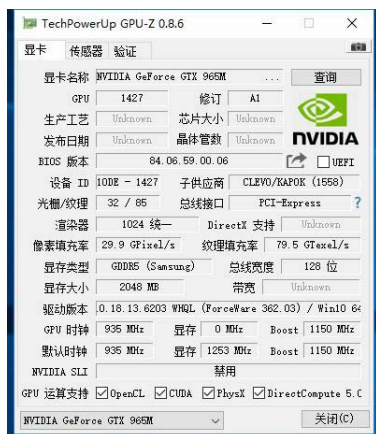 TechPowerUp GPU-Z 0.8.6
显卡 传感器 验证
显卡名称 NVIDIA GeForce GTX 965M ... 查询
GPU 1427 修订 A1
生产工艺 Unknown 芯片大小 Unknown
发布日期 Unknown 晶体管数 Unknown NVIDIA
BIOS 版本 84.06.59.00.06 UEFI
设备 ID 10DE - 1427 子供应商 CLEVO/KAPOK (1558)
光栅/纹理 32 / 85 总线接口 PCI-Express ?
渲染器 1024 统一 DirectX 支持 Unknown
像素填充率 29.9 GPixel/s 纹理填充率 79.5 GTexel/s
显存类型 GDDR5 (Samsung) 总线宽度 128 位
显存大小 2048 MB 带宽 Unknown
驱动版本 .0.18.13.6203 WHQL (ForceWare 362.03) / Win10 64
GPU 时钟 935 MHz 显存 0 MHz Boost 1150 MHz
默认时钟 935 MHz 显存 1253 MHz Boost 1150 MHz
NVIDIA SLI 禁用
GPU 运算支持 OpenCL CUDA PhysX DirectCompute 5.0
NVIDIA GeForce GTX 965M 关闭(C)